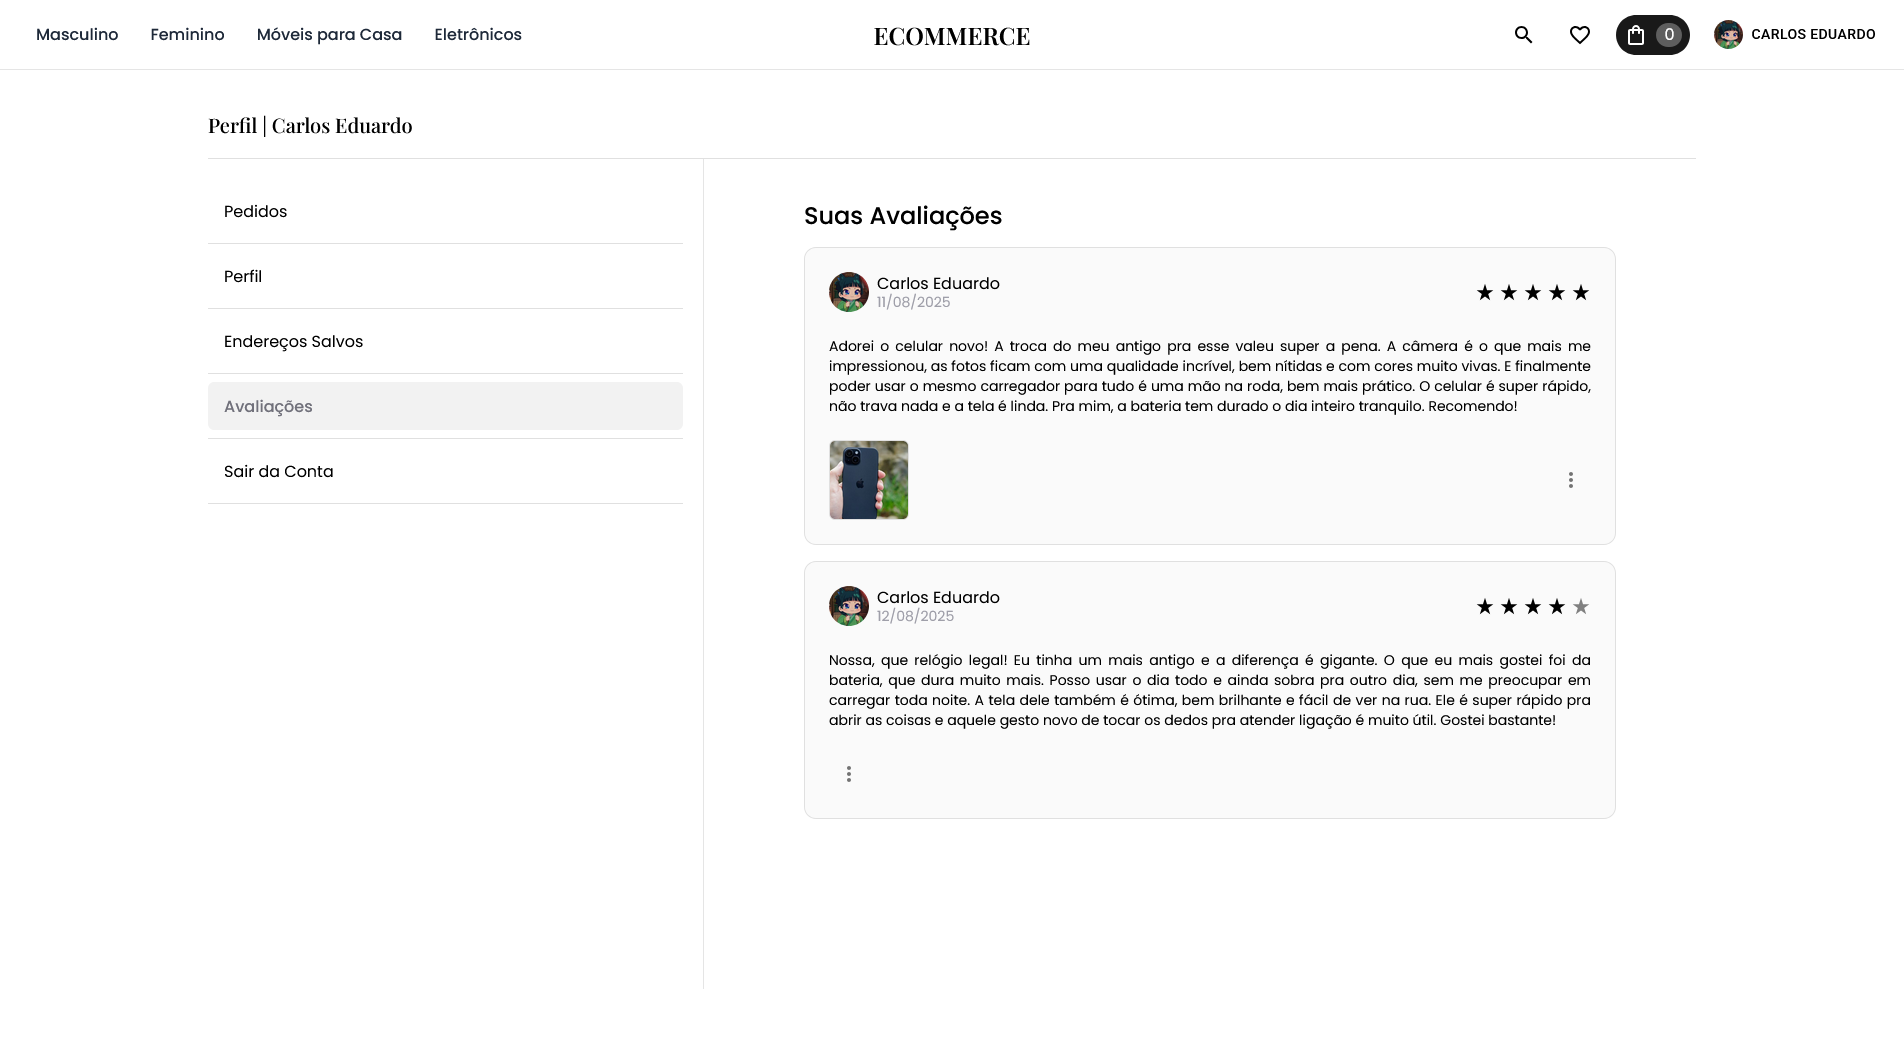 Masculino Feminino Móveis para Casa Eletrônicos ECOMMERCE 0 CARLOS EDUARDO
Perfil | Carlos Eduardo
Pedidos
Perfil
Endereços Salvos
Avaliações
Sair da Conta
Suas Avaliações
Carlos Eduardo
11/08/2025
Adorei o celular novo! A troca do meu antigo pra esse valeu super a pena. A câmera é o que mais me
impressionou, as fotos ficam com uma qualidade incrível, bem nítidas e com cores muito vivas. E finalmente
poder usar o mesmo carregador para tudo é uma mão na roda, bem mais prático. O celular é super rápido,
não trava nada e a tela é linda. Pra mim, a bateria tem durado o dia inteiro tranquilo. Recomendo!
Carlos Eduardo
12/08/2025
Nossa, que relógio legal! Eu tinha um mais antigo e a diferença é gigante. O que eu mais gostei foi da
bateria, que dura muito mais. Posso usar o dia todo e ainda sobra pra outro dia, sem me preocupar em
carregar toda noite. A tela dele também é ótima, bem brilhante e fácil de ver na rua. Ele é super rápido pra
abrir as coisas e aquele gesto novo de tocar os dedos pra atender ligação é muito útil. Gostei bastante!